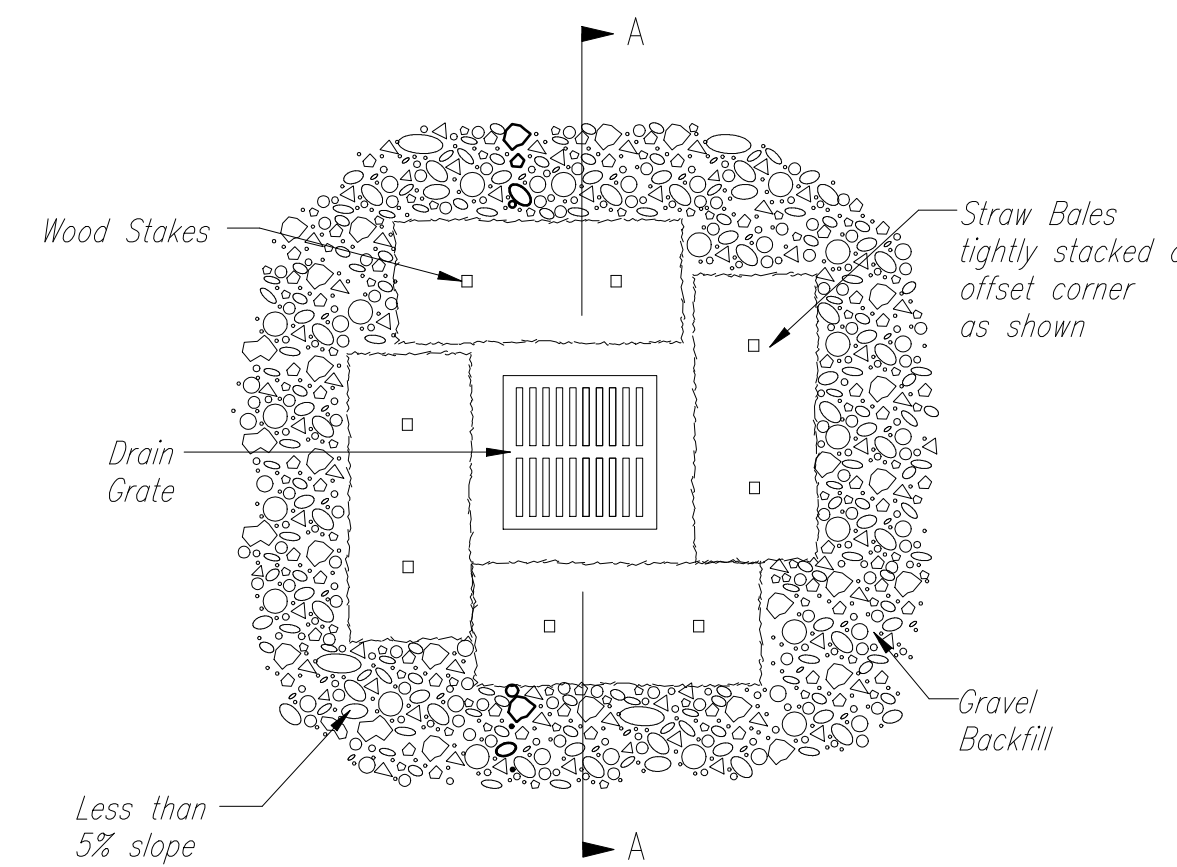 A
Wood Stakes
Straw Bales
tightly stacked
offset corner
as shown
Drain
Grate
Gravel
Backfill
Less than
5% slope
A